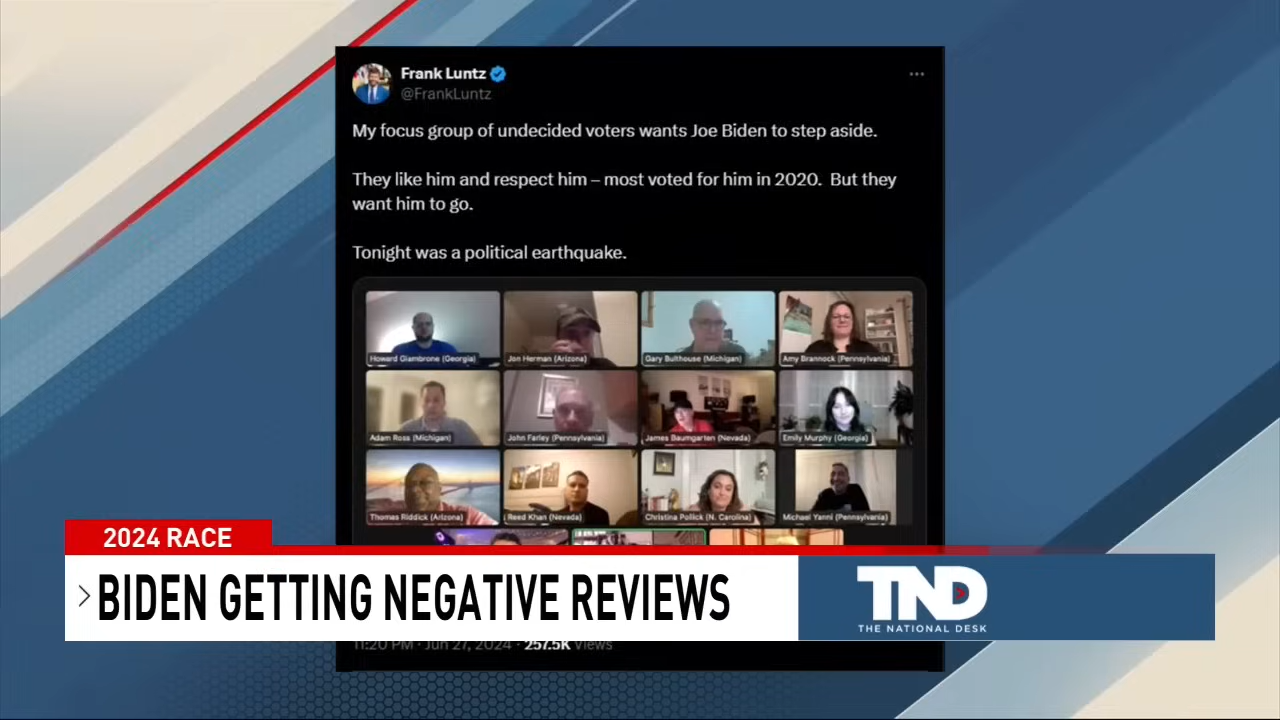 Frank Luntz
@FrankLuntz
My focus group of undecided voters wants Joe Biden to step aside.
They like him and respect him – most voted for him in 2020.  But they
want him to go.
Tonight was a political earthquake.
Howard Giambrone (Georgia)
Jon Herman (Arizona)
Gary Bulthouse (Michigan)
Amy Brannock (Pennsylvania)
Adam Ross (Michigan)
John Farley (Pennsylvania)
James Baumgarten (Nevada)
Emily Murphy (Georgia)
Thomas Riddick (Arizona)
Reed Khan (Nevada)
Christina Pollick (N. Carolina)
Michael Yanni (Pennsylvania)
2024 RACE
BIDEN GETTING NEGATIVE REVIEWS
TND
THE NATIONAL DESK
11:20 PM · Jun 27, 2024 · 257.5K Views